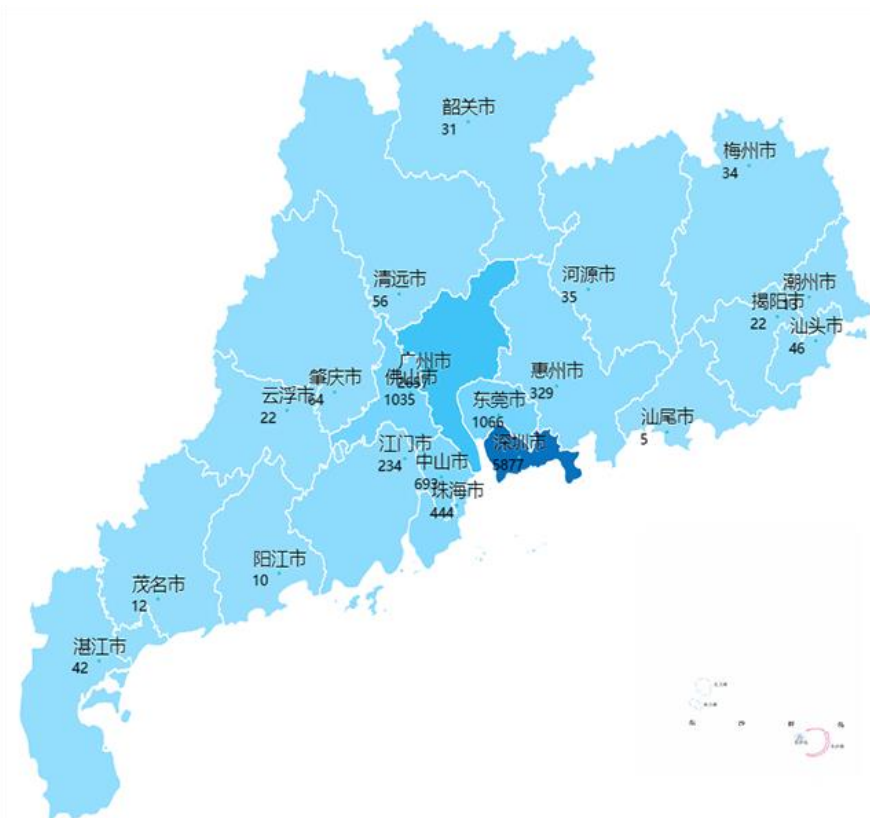 韶关市
31
梅州市
34
清远市
56
河源市
35
潮州市
13
揭阳市
22
汕头市
46
广州市
2657
佛山市
1035
肇庆市
64
云浮市
22
惠州市
329
东莞市
1066
汕尾市
5
深圳市
5877
江门市
234
中山市
693
珠海市
444
阳江市
10
茂名市
12
湛江市
42